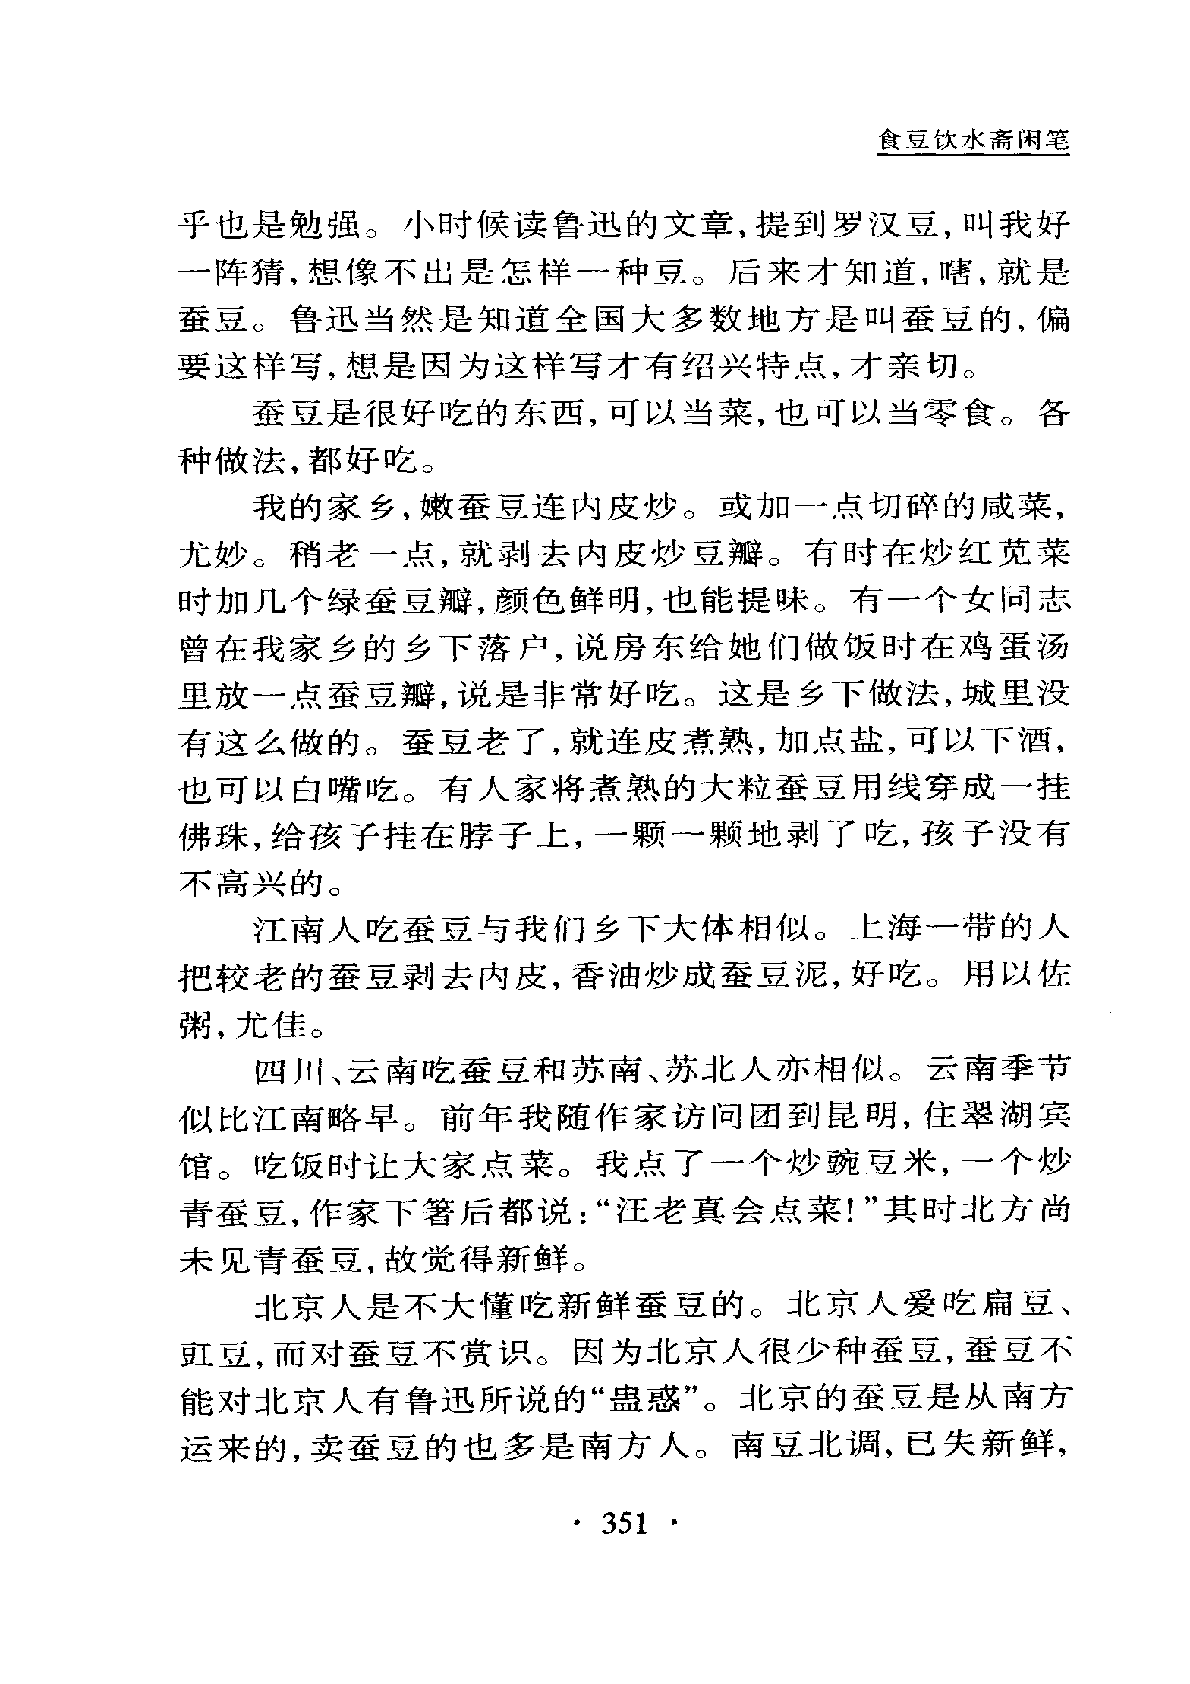 食豆饮水斋闲笔
乎也是勉强。小时候读鲁迅的文章,提到罗汉豆,叫我好
一阵猜,想像不出是怎样一种豆。后来才知道,嗐,就是
蚕豆。鲁迅当然是知道全国大多数地方是叫蚕豆的,偏
要这样写,想是因为这样写才有绍兴特点,才亲切。
蚕豆是很好吃的东西,可以当菜,也可以当零食。各
种做法,都好吃。
我的家乡,嫩蚕豆连内皮炒。或加一点切碎的咸菜,
尤妙。稍老一点,就剥去内皮炒豆瓣。有时在炒红苋菜
时加几个绿蚕豆瓣,颜色鲜明,也能提味。有一个女同志
曾在我家乡的乡下落户,说房东给她们做饭时在鸡蛋汤
里放一点蚕豆瓣,说是非常好吃。这是乡下做法,城里没
有这么做的。蚕豆老了,就连皮煮熟,加点盐,可以下酒,
也可以白嘴吃。有人家将煮熟的大粒蚕豆用线穿成一挂
佛珠,给孩子挂在脖子上,一颗一颗地剥了吃,孩子没有
不高兴的。
江南人吃蚕豆与我们乡下大体相似。上海一带的人
把较老的蚕豆剥去内皮,香油炒成蚕豆泥,好吃。用以佐
粥,尤佳。
四川、云南吃蚕豆和苏南、苏北人亦相似。云南季节
似比江南略早。前年我随作家访问团到昆明,住翠湖宾
馆。吃饭时让大家点菜。我点了一个炒豌豆米,一个炒
青蚕豆,作家下箸后都说:“汪老真会点菜!”其时北方尚
未见青蚕豆,故觉得新鲜。
北京人是不大懂吃新鲜蚕豆的。北京人爱吃扁豆、
豇豆,而对蚕豆不赏识。因为北京人很少种蚕豆,蚕豆不
能对北京人有鲁迅所说的“蛊惑”。北京的蚕豆是从南方
运来的,卖蚕豆的也多是南方人。南豆北调,已失新鲜,
· 351 ·